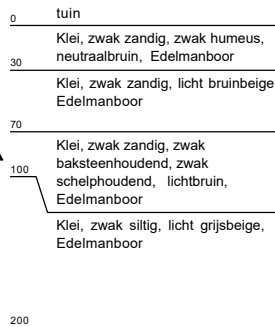 0 tuin
Klei, zwak zandig, zwak humeus,
neutraalbruin, Edelmanboor
30
Klei, zwak zandig, licht bruinbeige
Edelmanboor
70
Klei, zwak zandig, zwak
baksteenhoudend, zwak
schelphoudend, lichtbruin,
Edelmanboor
100
Klei, zwak siltig, licht grijsbeige,
Edelmanboor
200